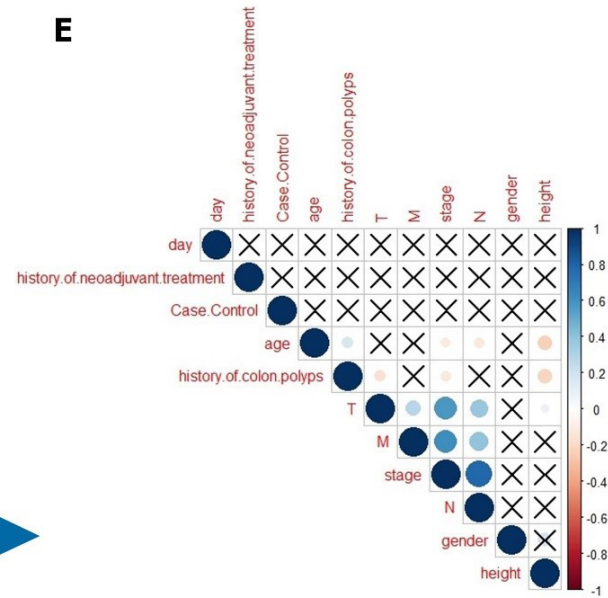 E
day
history.of.neoadjuvant.treatment
Case.Control
age
history.of.colon.polyps
T
M
stage
N
gender
height
day
history.of.neoadjuvant.treatment
Case.Control
age
history.of.colon.polyps
T
M
stage
N
gender
height
1
0.8
0.6
0.4
0.2
0
-0.2
-0.4
-0.6
-0.8
-1